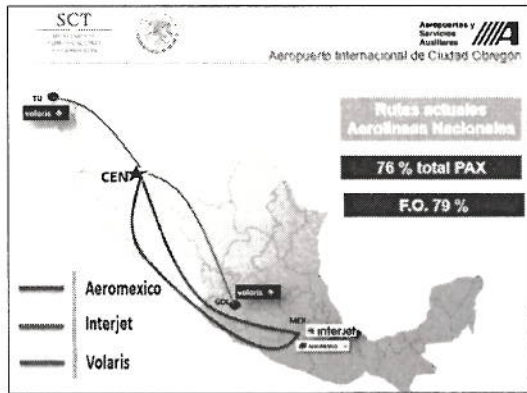 SCT
Aeropuertos y
Servicios
Auxiliares
Aeropuerto Internacional de Ciudad Obregón
Rutas actuales
Aerolíneas Nacionales
76 % total PAX
F.O. 79 %
TIJ
volaris
CEN
volaris
GDL
MEX
interjet
Aeromexico
Interjet
Volaris